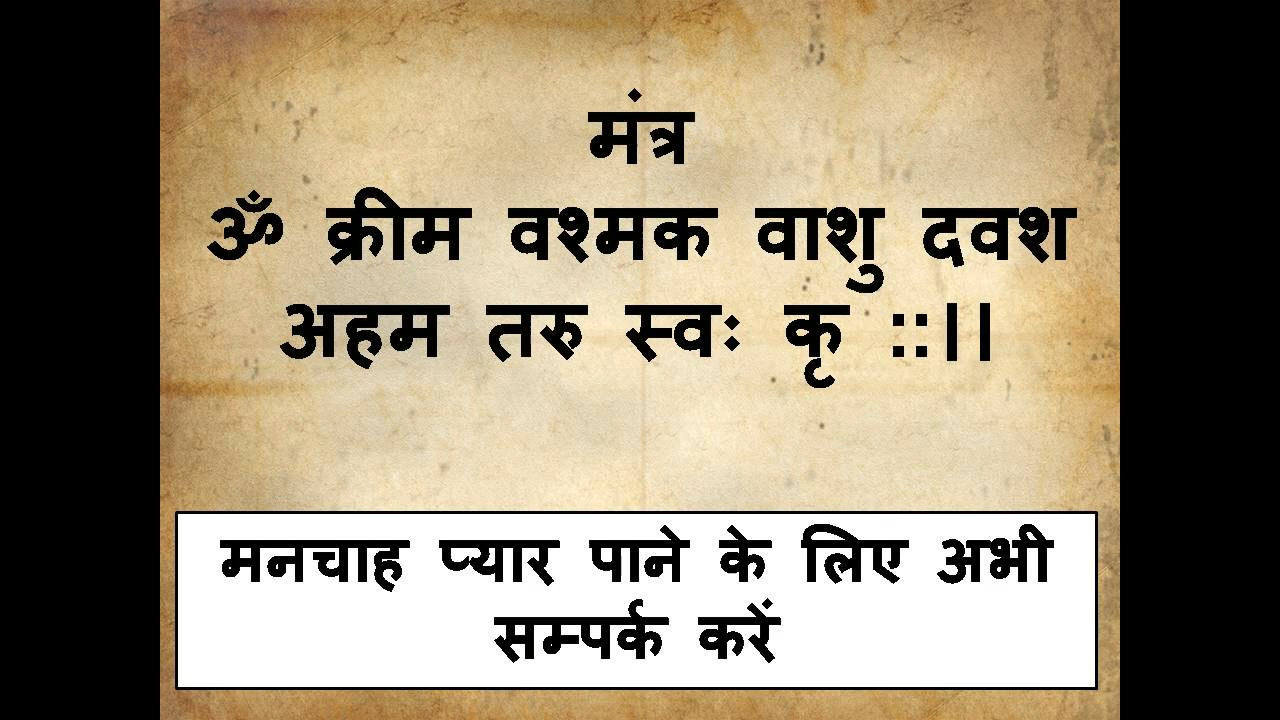 मंत्र
ॐ क्रीम वश्मक वाशु दवश
अहम तरु स्वः कृ ::।।
मनचाह प्यार पाने के लिए अभी
सम्पर्क करें